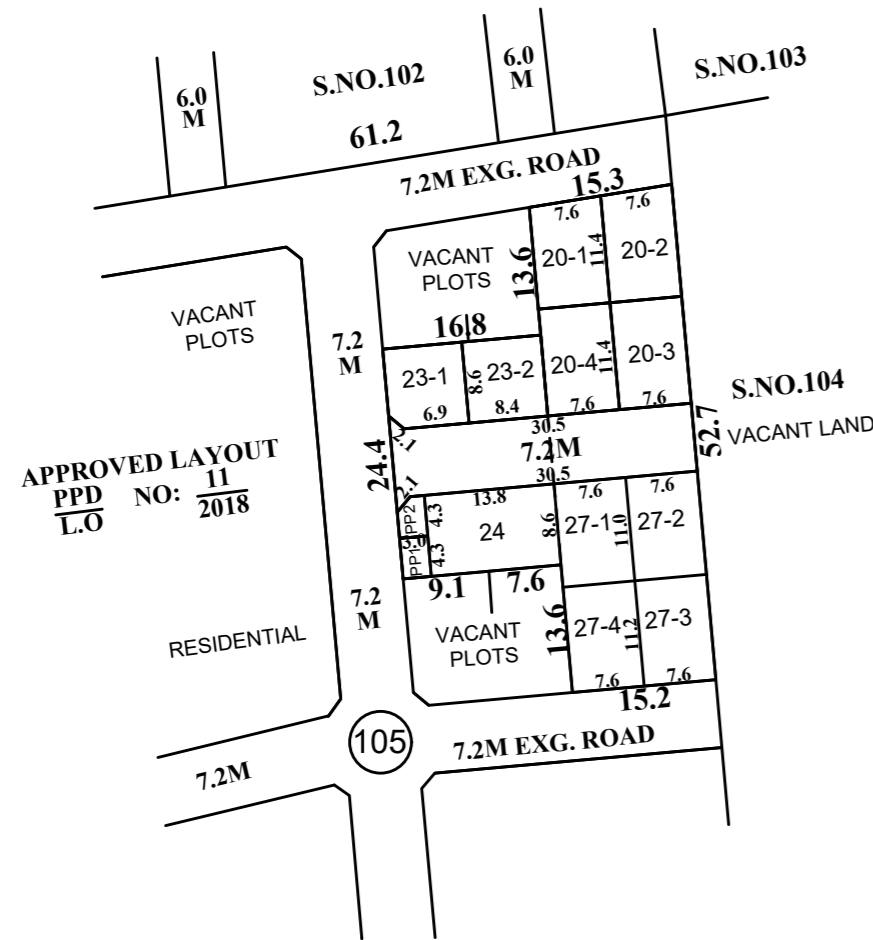 6.0
M
S.NO.102
6.0
M
S.NO.103
61.2
7.2M EXG. ROAD
15.3
7.6
7.6
VACANT
PLOTS
13.6
20-1
11.4
20-2
VACANT
PLOTS
7.2
M
16.8
23-1
8.6
23-2
20-4
11.4
20-3
6.9
8.4
7.6
7.6
S.NO.104
VACANT LAND
52.7
2.1
30.5
7.2M
30.5
24.4
2.1
APPROVED LAYOUT
PPD
L.O
NO:
11
2018
13.8
7.6
7.6
PP2
4.3
24
8.6
27-1
11.0
27-2
3.0
PP1
4.3
9.1
7.6
7.2
M
VACANT
PLOTS
13.6
27-4
11.2
27-3
RESIDENTIAL
7.6
7.6
15.2
105
7.2M EXG. ROAD
7.2M